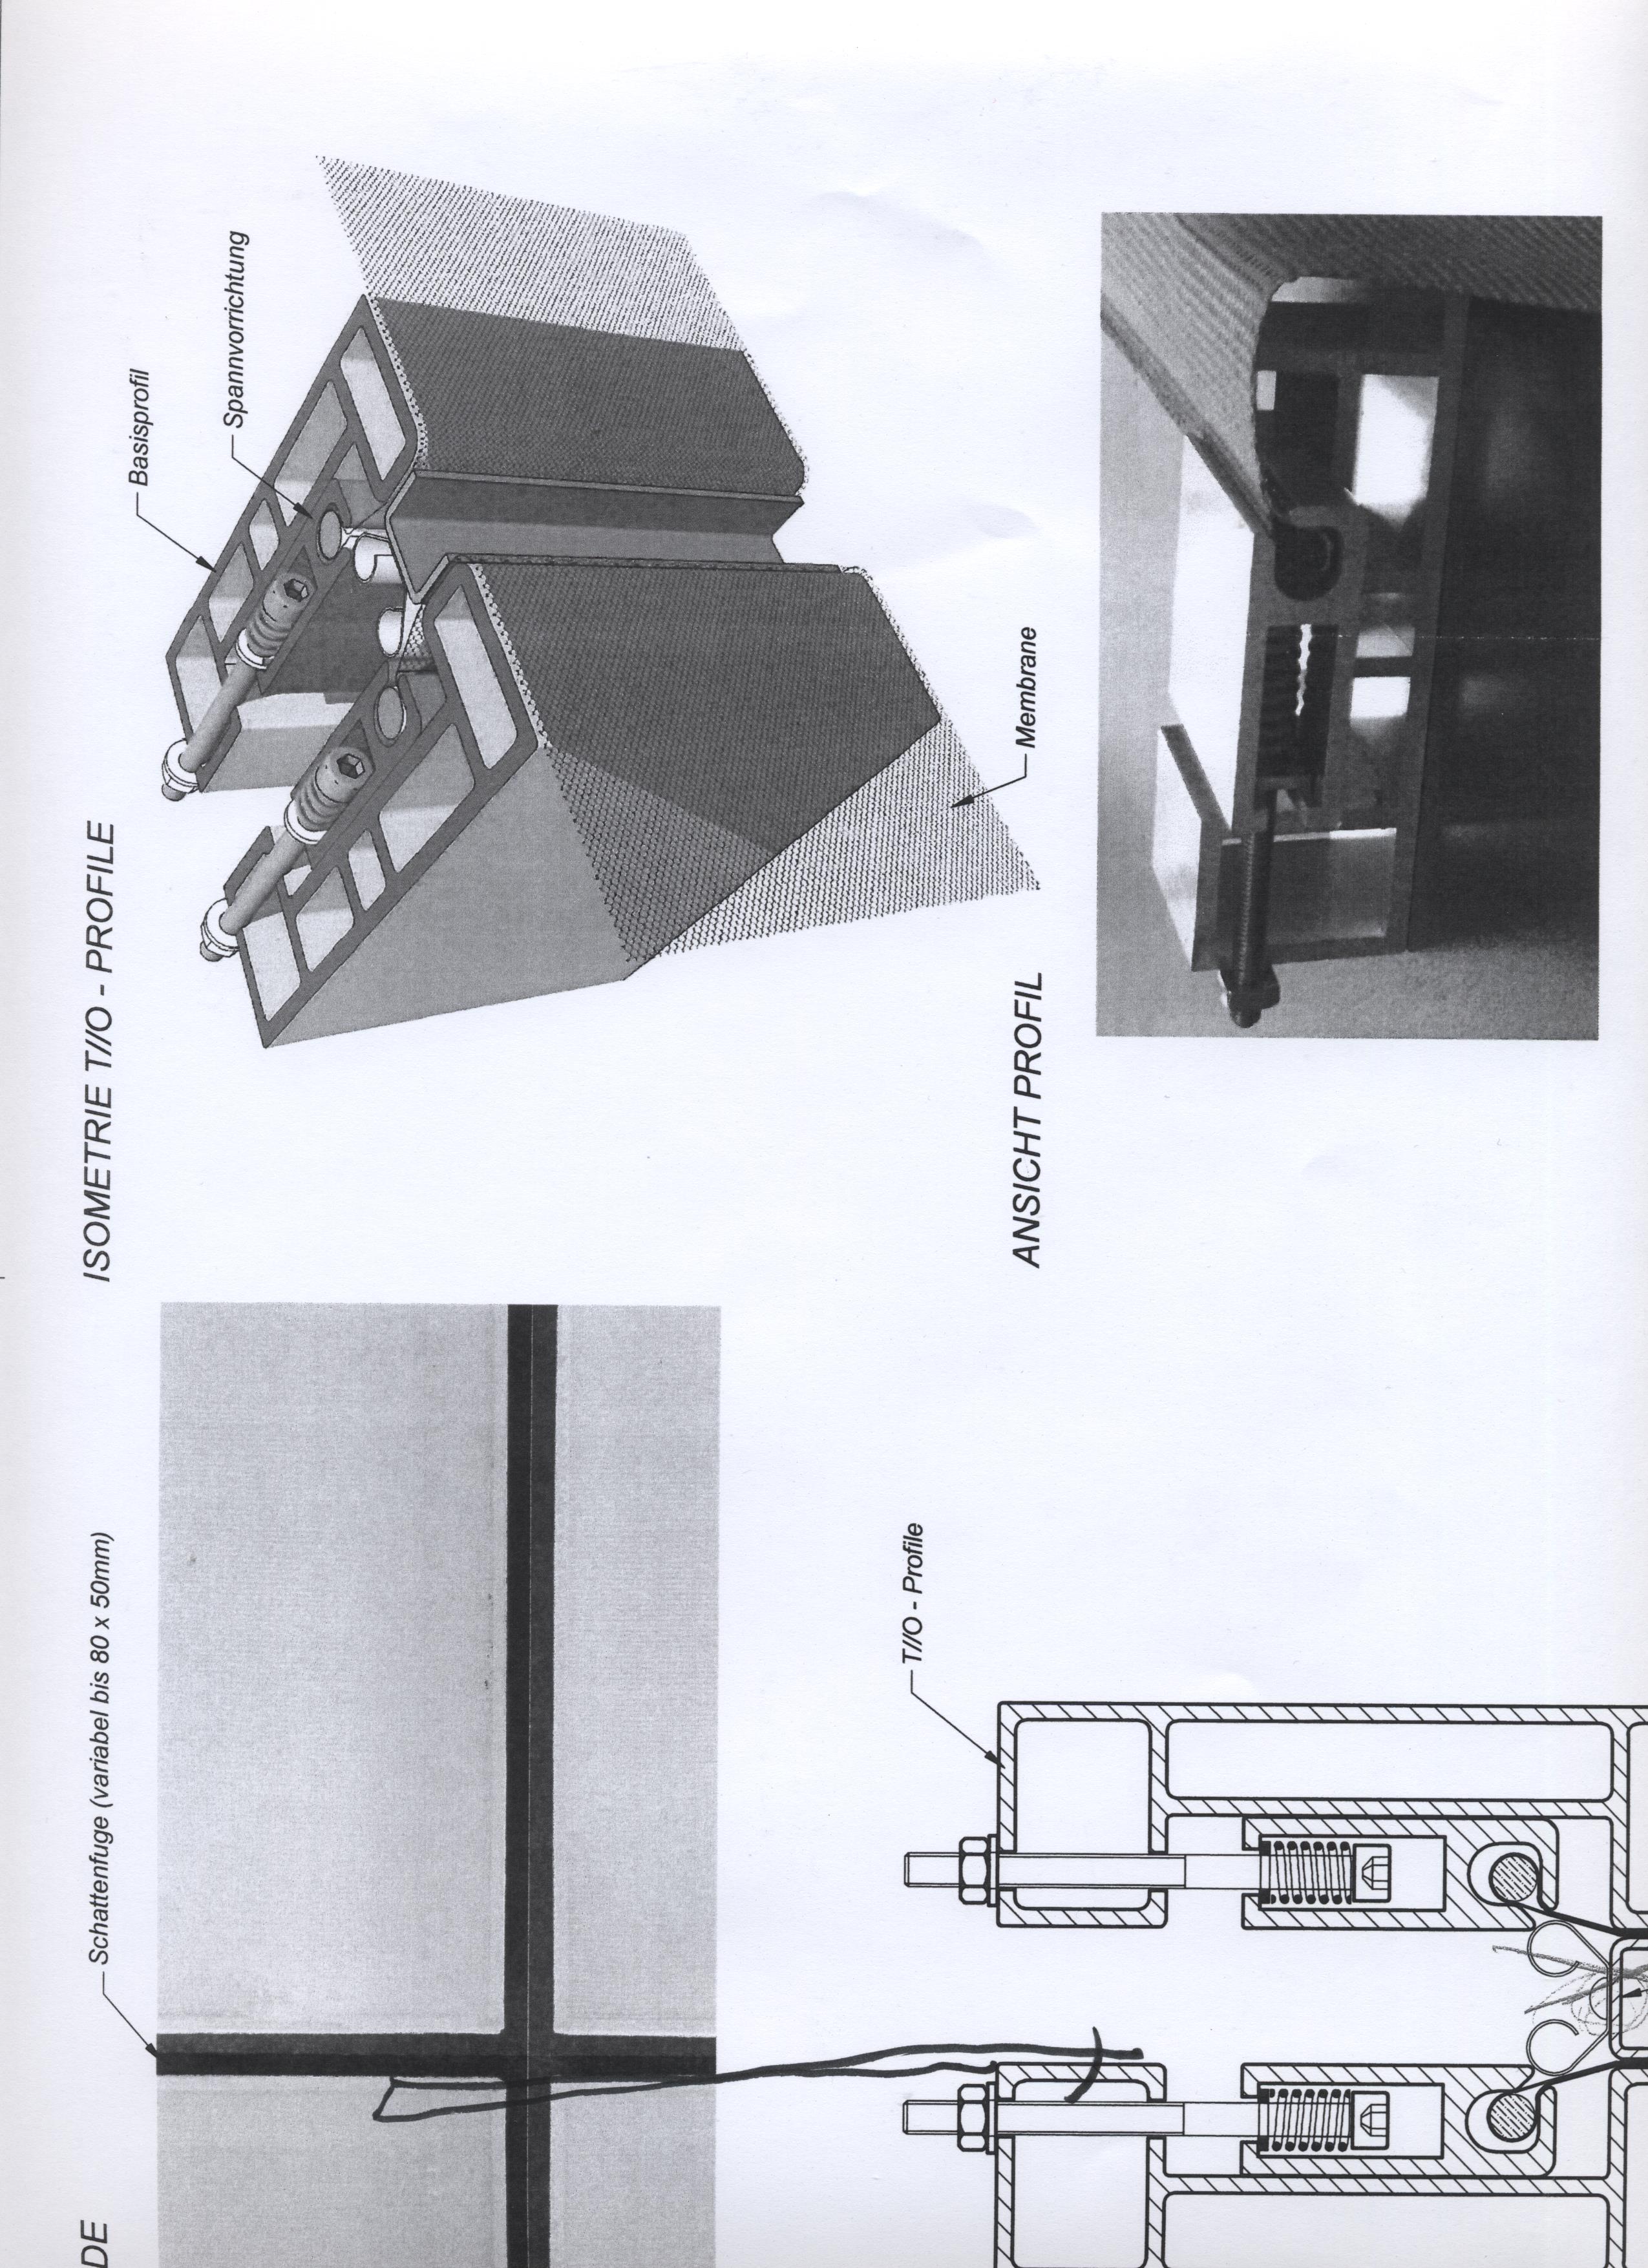 DE
Schattenfuge (variabel bis 80 x 50mm)
T//O - Profile
ISOMETRIE T//O - PROFILE
Basisprofil
Spannvorrichtung
Membrane
ANSICHT PROFIL